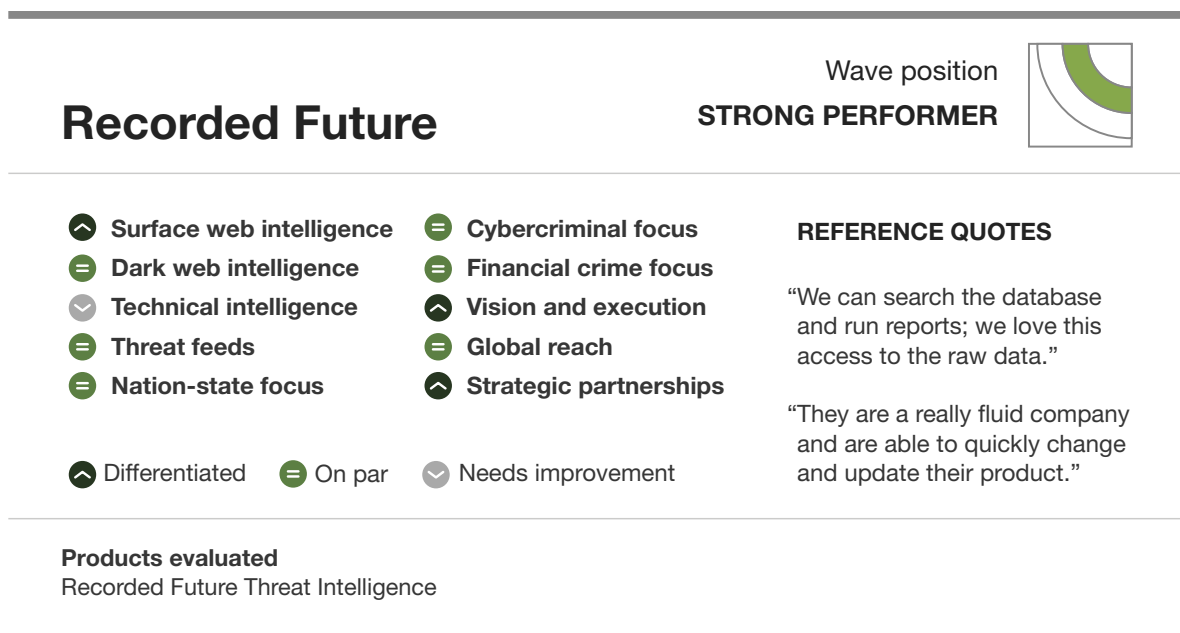 Wave position
STRONG PERFORMER
Recorded Future
Surface web intelligence
Dark web intelligence
Technical intelligence
Threat feeds
Nation-state focus
Cybercriminal focus
Financial crime focus
Vision and execution
Global reach
Strategic partnerships
Differentiated
On par
Needs improvement
REFERENCE QUOTES
“We can search the database
and run reports; we love this
access to the raw data.”
“They are a really fluid company
and are able to quickly change
and update their product.”
Products evaluated
Recorded Future Threat Intelligence